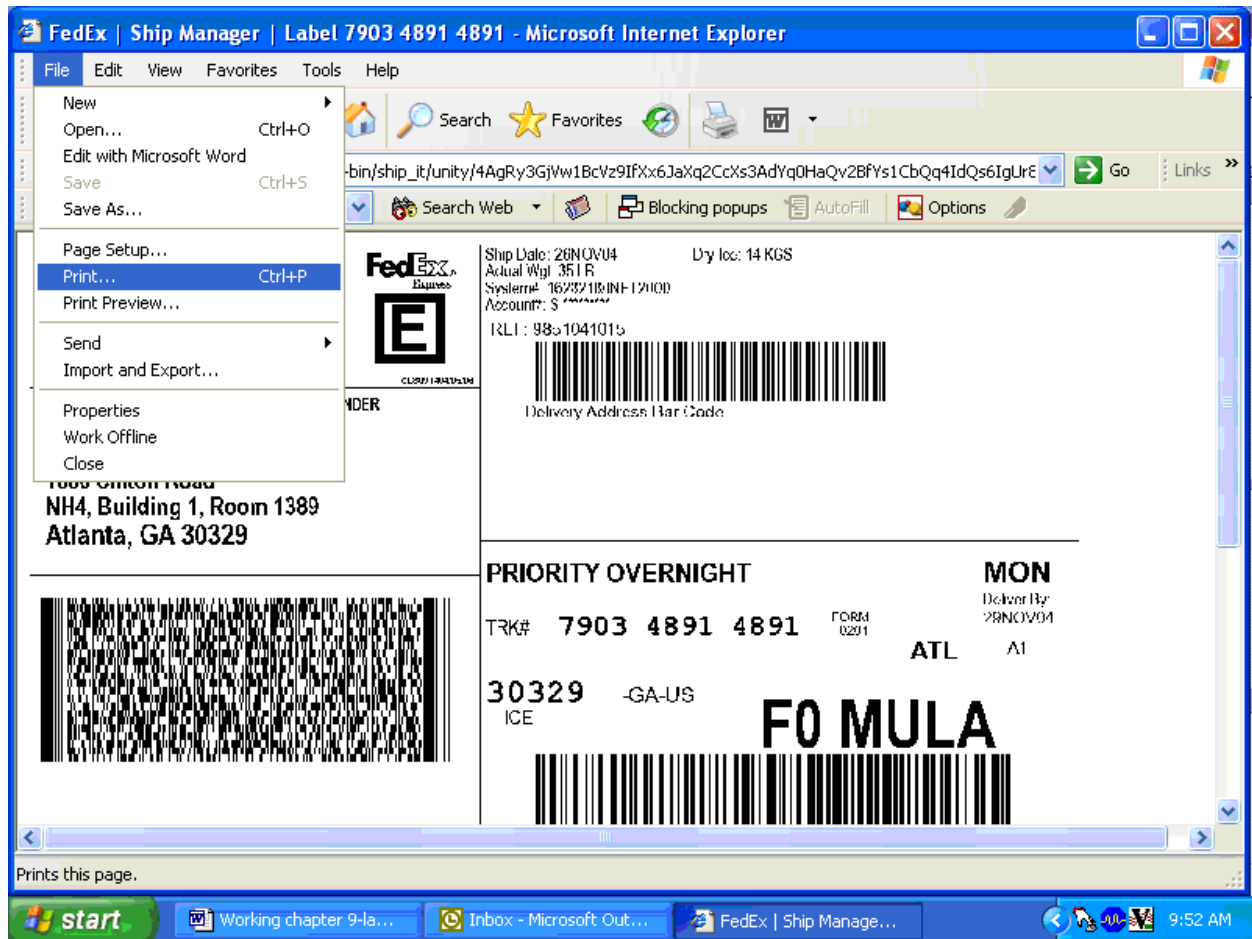 FedEx | Ship Manager | Label 7903 4891 4891 - Microsoft Internet Explorer
File Edit View Favorites Tools Help
New
Open... Ctrl+O
Edit with Microsoft Word
Save Ctrl+S
Save As...
Page Setup...
Print... Ctrl+P
Print Preview...
Send
Import and Export...
Properties
Work Offline
Close
Search Favorites
-bin/ship_it/unity/4AgRy3GjVw1BcVz9IfXx6JaXq2CcXs3AdYq0HaQv2BfYs1CbQq4IdQs6IgUr8 Go Links »
Search Web Blocking popups AutoFill Options
FedEx
Express
E
Ship Date: 26NOV04 Dry Ice: 14 KGS
Actual Wgt: 35 LB
Account#: S *********
REF: 9851041015
Delivery Address Bar Code
NH4, Building 1, Room 1389
Atlanta, GA 30329
PRIORITY OVERNIGHT MON
Deliver By:
TRK# 7903 4891 4891 FORM 0201 29NOV04
ATL A1
30329 -GA-US
ICE
F0 MULA
Prints this page.
start Working chapter 9-la... Inbox - Microsoft Out... FedEx | Ship Manage... 9:52 AM